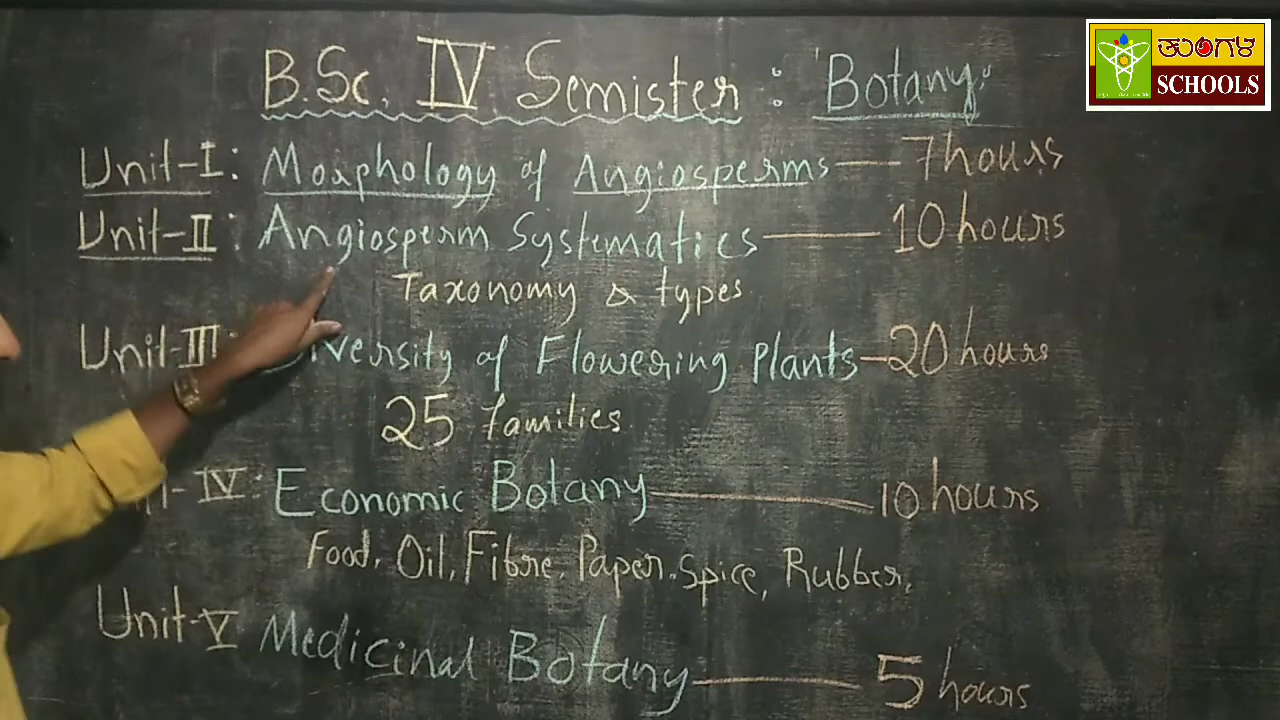 B.Sc. IV Semister : 'Botany'
ತುಂಗಳ
SCHOOLS
Unit-I : Morphology of Angiosperms — 7 hours
Unit-II : Angiosperm Systematics — 10 hours
Taxonomy & types
Unit-III : Diversity of Flowering Plants — 20 hours
25 families
IV Economic Botany — 10 hours
Food, Oil, Fibre, Paper, Spice, Rubber,
Unit-V Medicinal Botany — 5 hours